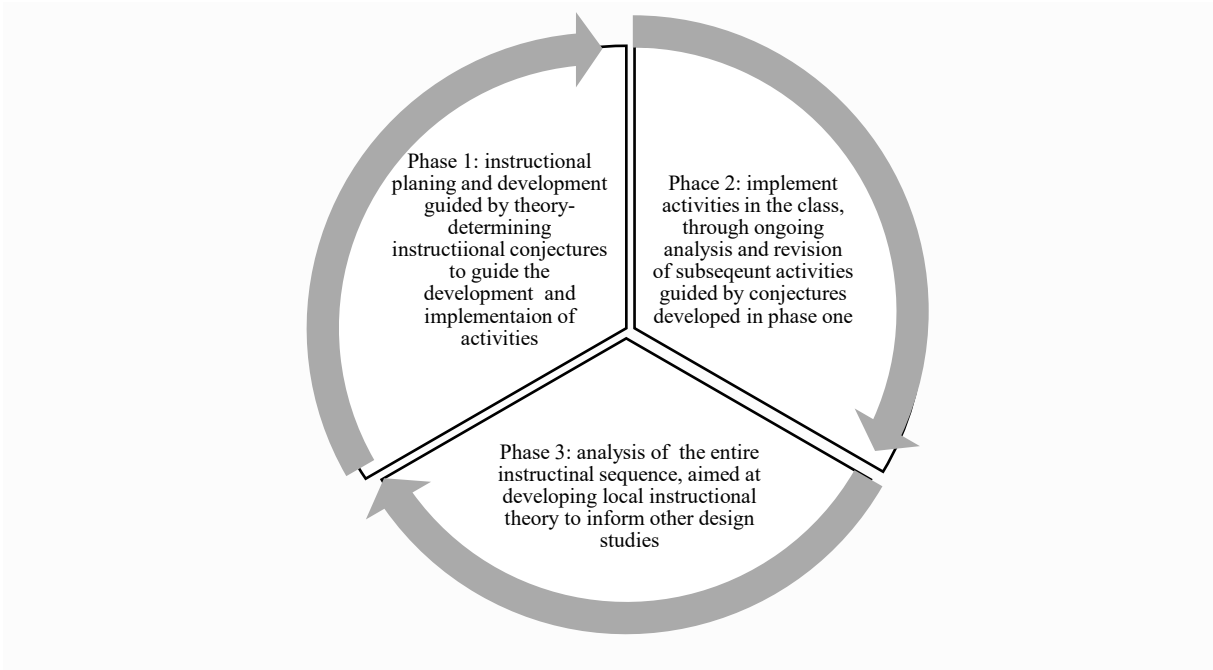 Phase 1: instructional
planing and development
guided by theory-
determining
instructiional conjectures
to guide the
development  and
implementaion of
activities
Phace 2: implement
activities in the class,
through ongoing
analysis and revision
of subseqeunt activities
guided by conjectures
developed in phase one
Phase 3: analysis of  the entire
instructinal sequence, aimed at
developing local instructional
theory to inform other design
studies